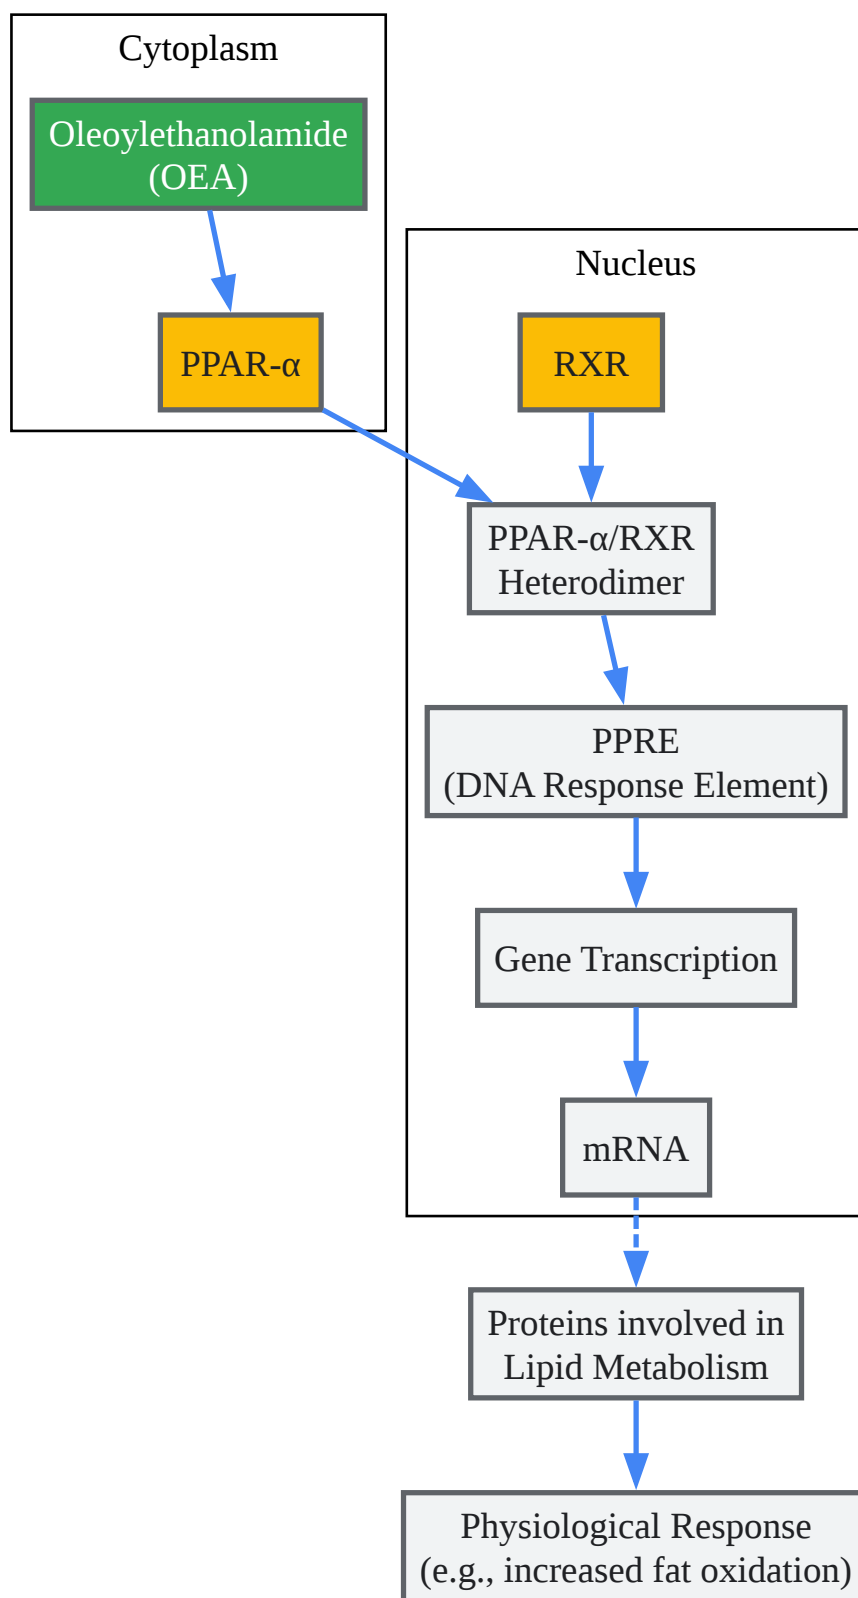 Cytoplasm
Oleoylethanolamide
(OEA)
Nucleus
PPAR-α
RXR
PPAR-α/RXR
Heterodimer
PPRE
(DNA Response Element)
Gene Transcription
mRNA
Proteins involved in
Lipid Metabolism
Physiological Response
(e.g., increased fat oxidation)